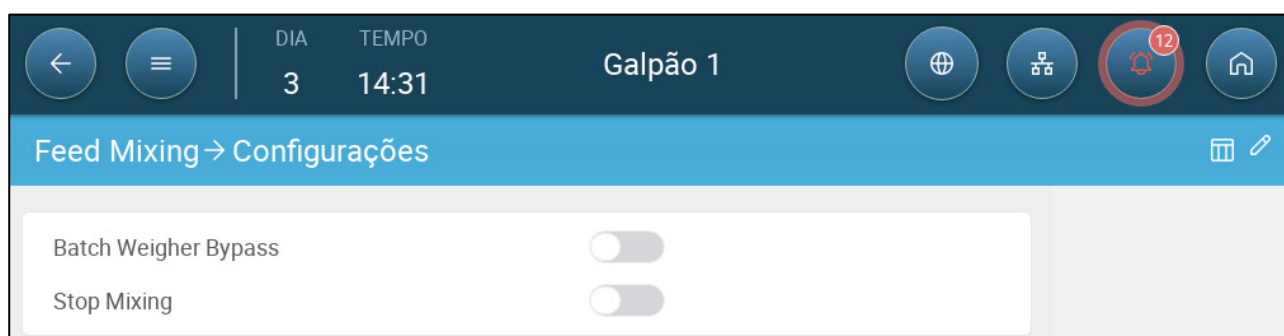 DIA TEMPO
3 14:31
Galpão 1
12
Feed Mixing → Configurações
Batch Weigher Bypass
Stop Mixing